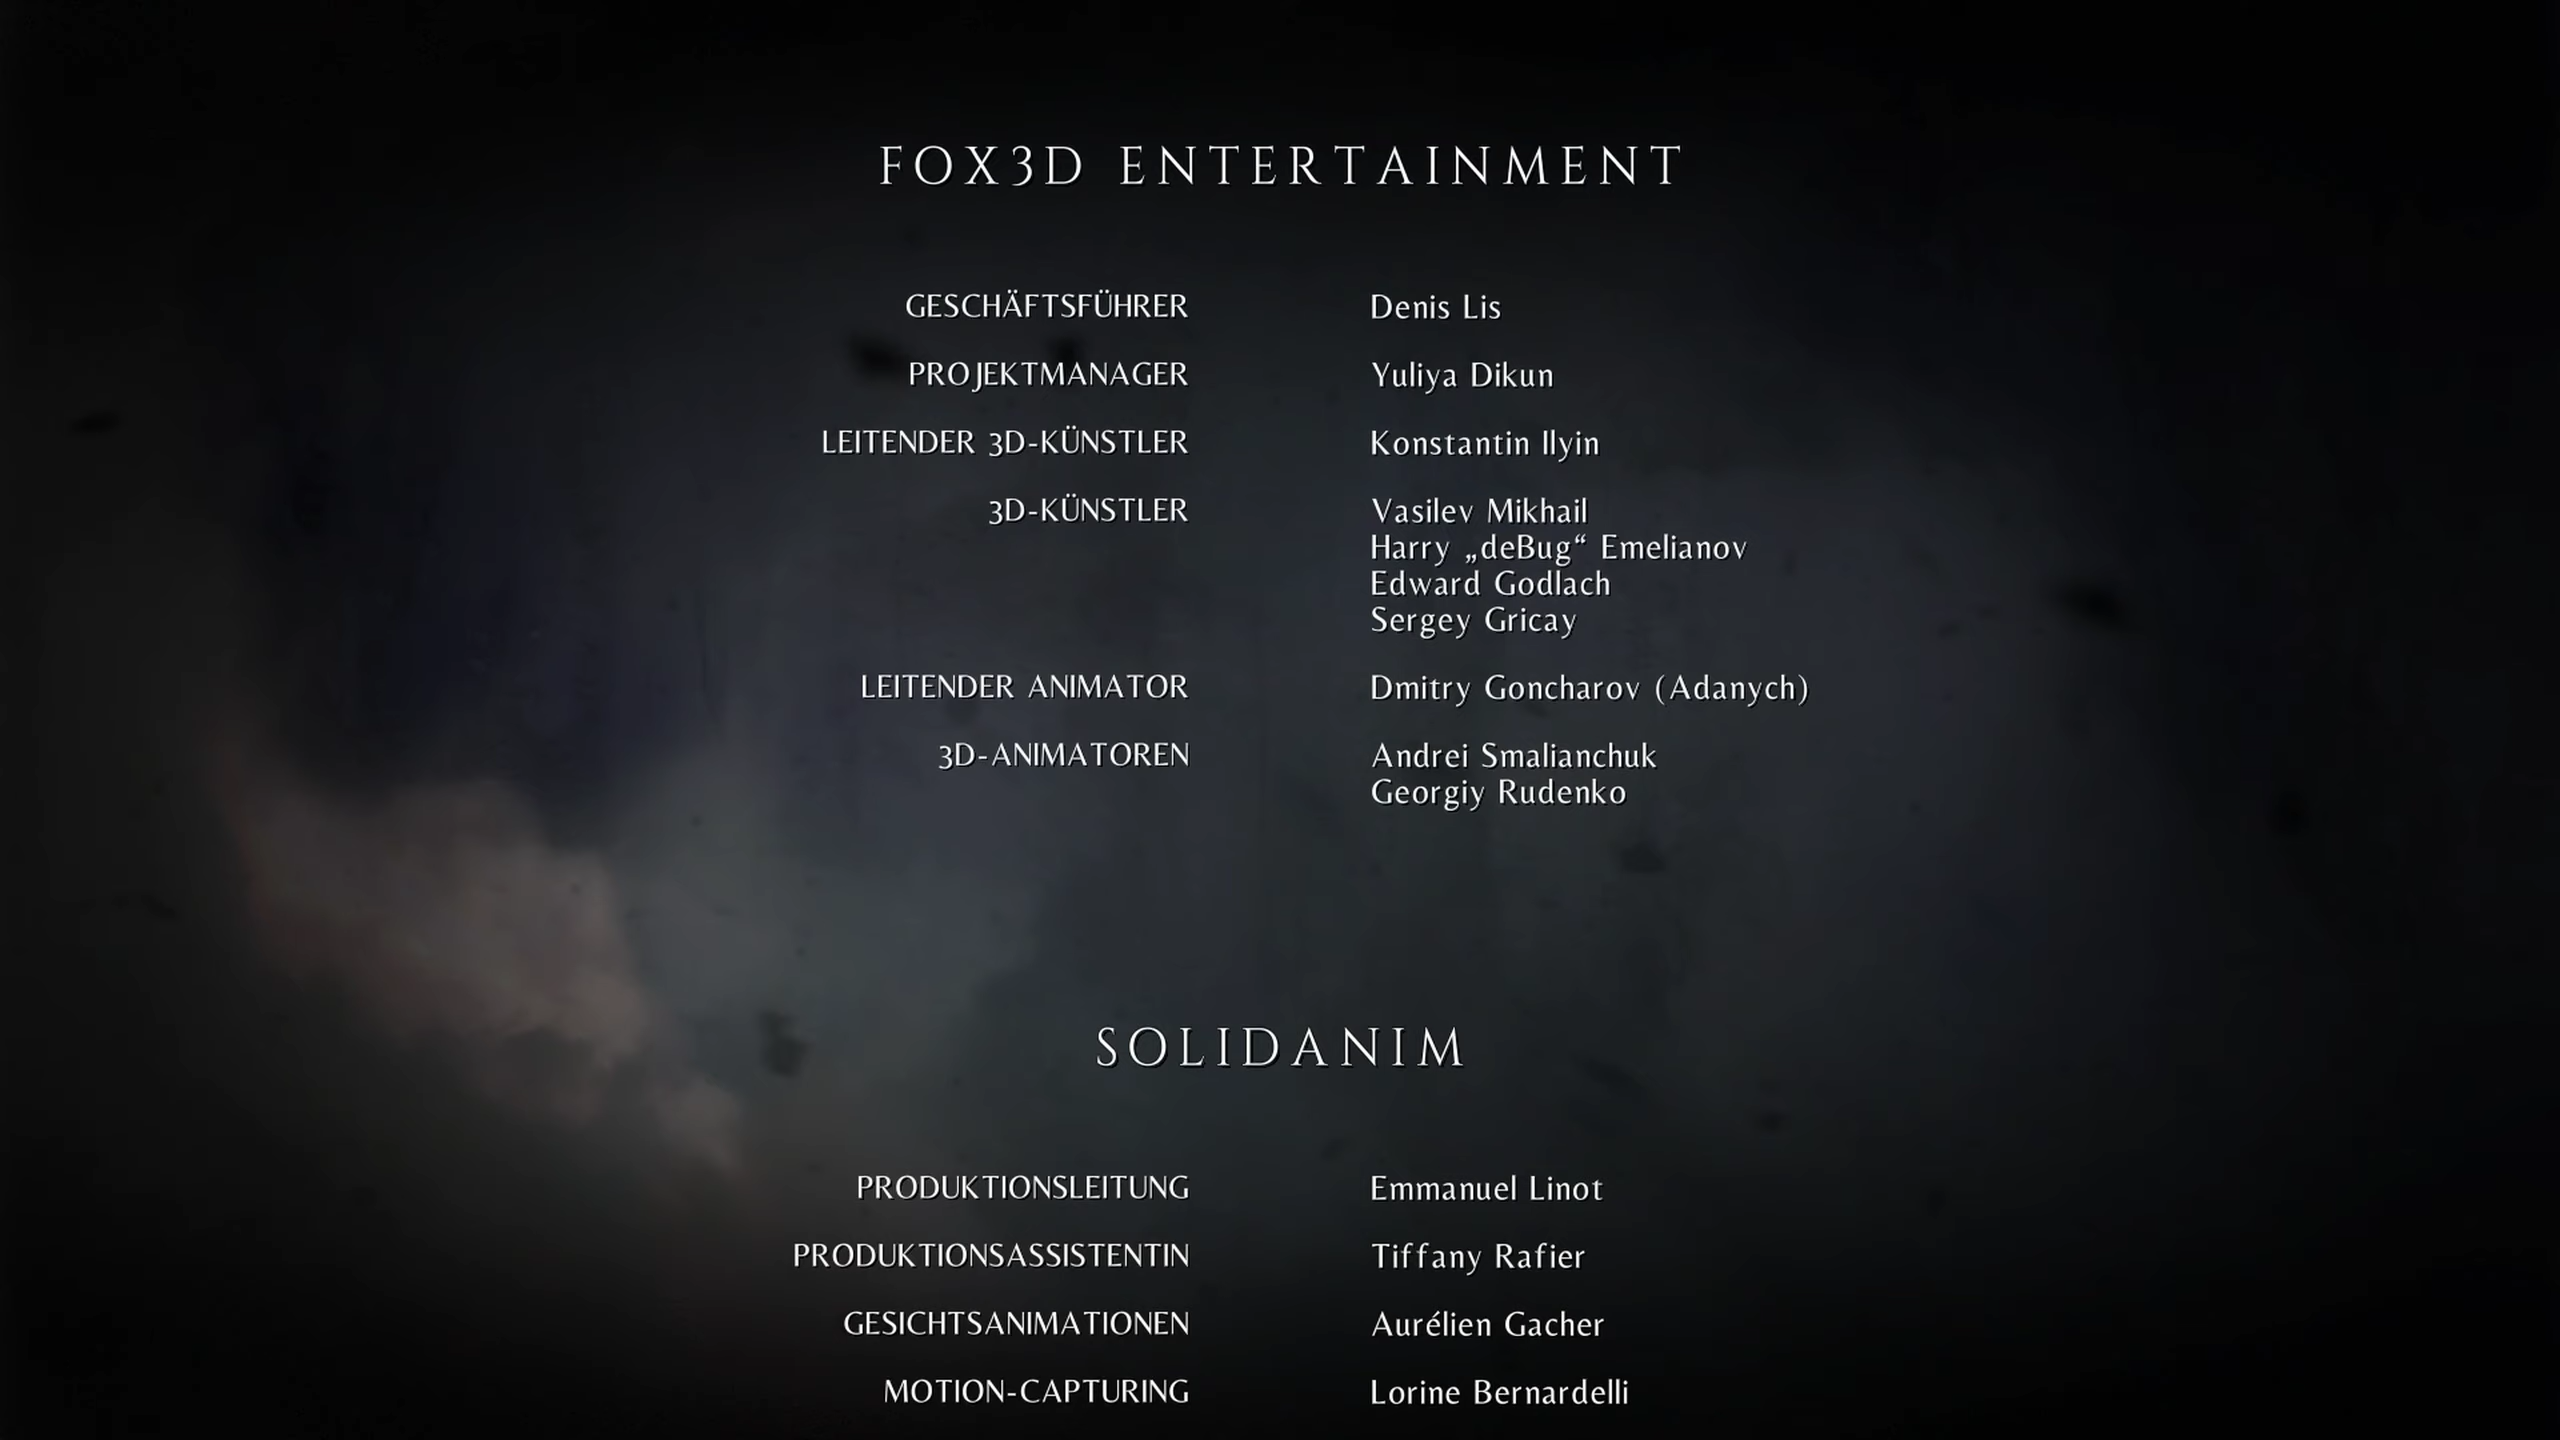 FOX3D ENTERTAINMENT
GESCHÄFTSFÜHRER Denis Lis
PROJEKTMANAGER Yuliya Dikun
LEITENDER 3D-KÜNSTLER Konstantin Ilyin
3D-KÜNSTLER Vasilev Mikhail
Harry „deBug“ Emelianov
Edward Godlach
Sergey Gricay
LEITENDER ANIMATOR Dmitry Goncharov (Adanych)
3D-ANIMATOREN Andrei Smalianchuk
Georgiy Rudenko
SOLIDANIM
PRODUKTIONSLEITUNG Emmanuel Linot
PRODUKTIONSASSISTENTIN Tiffany Rafier
GESICHTSANIMATIONEN Aurélien Gacher
MOTION-CAPTURING Lorine Bernardelli